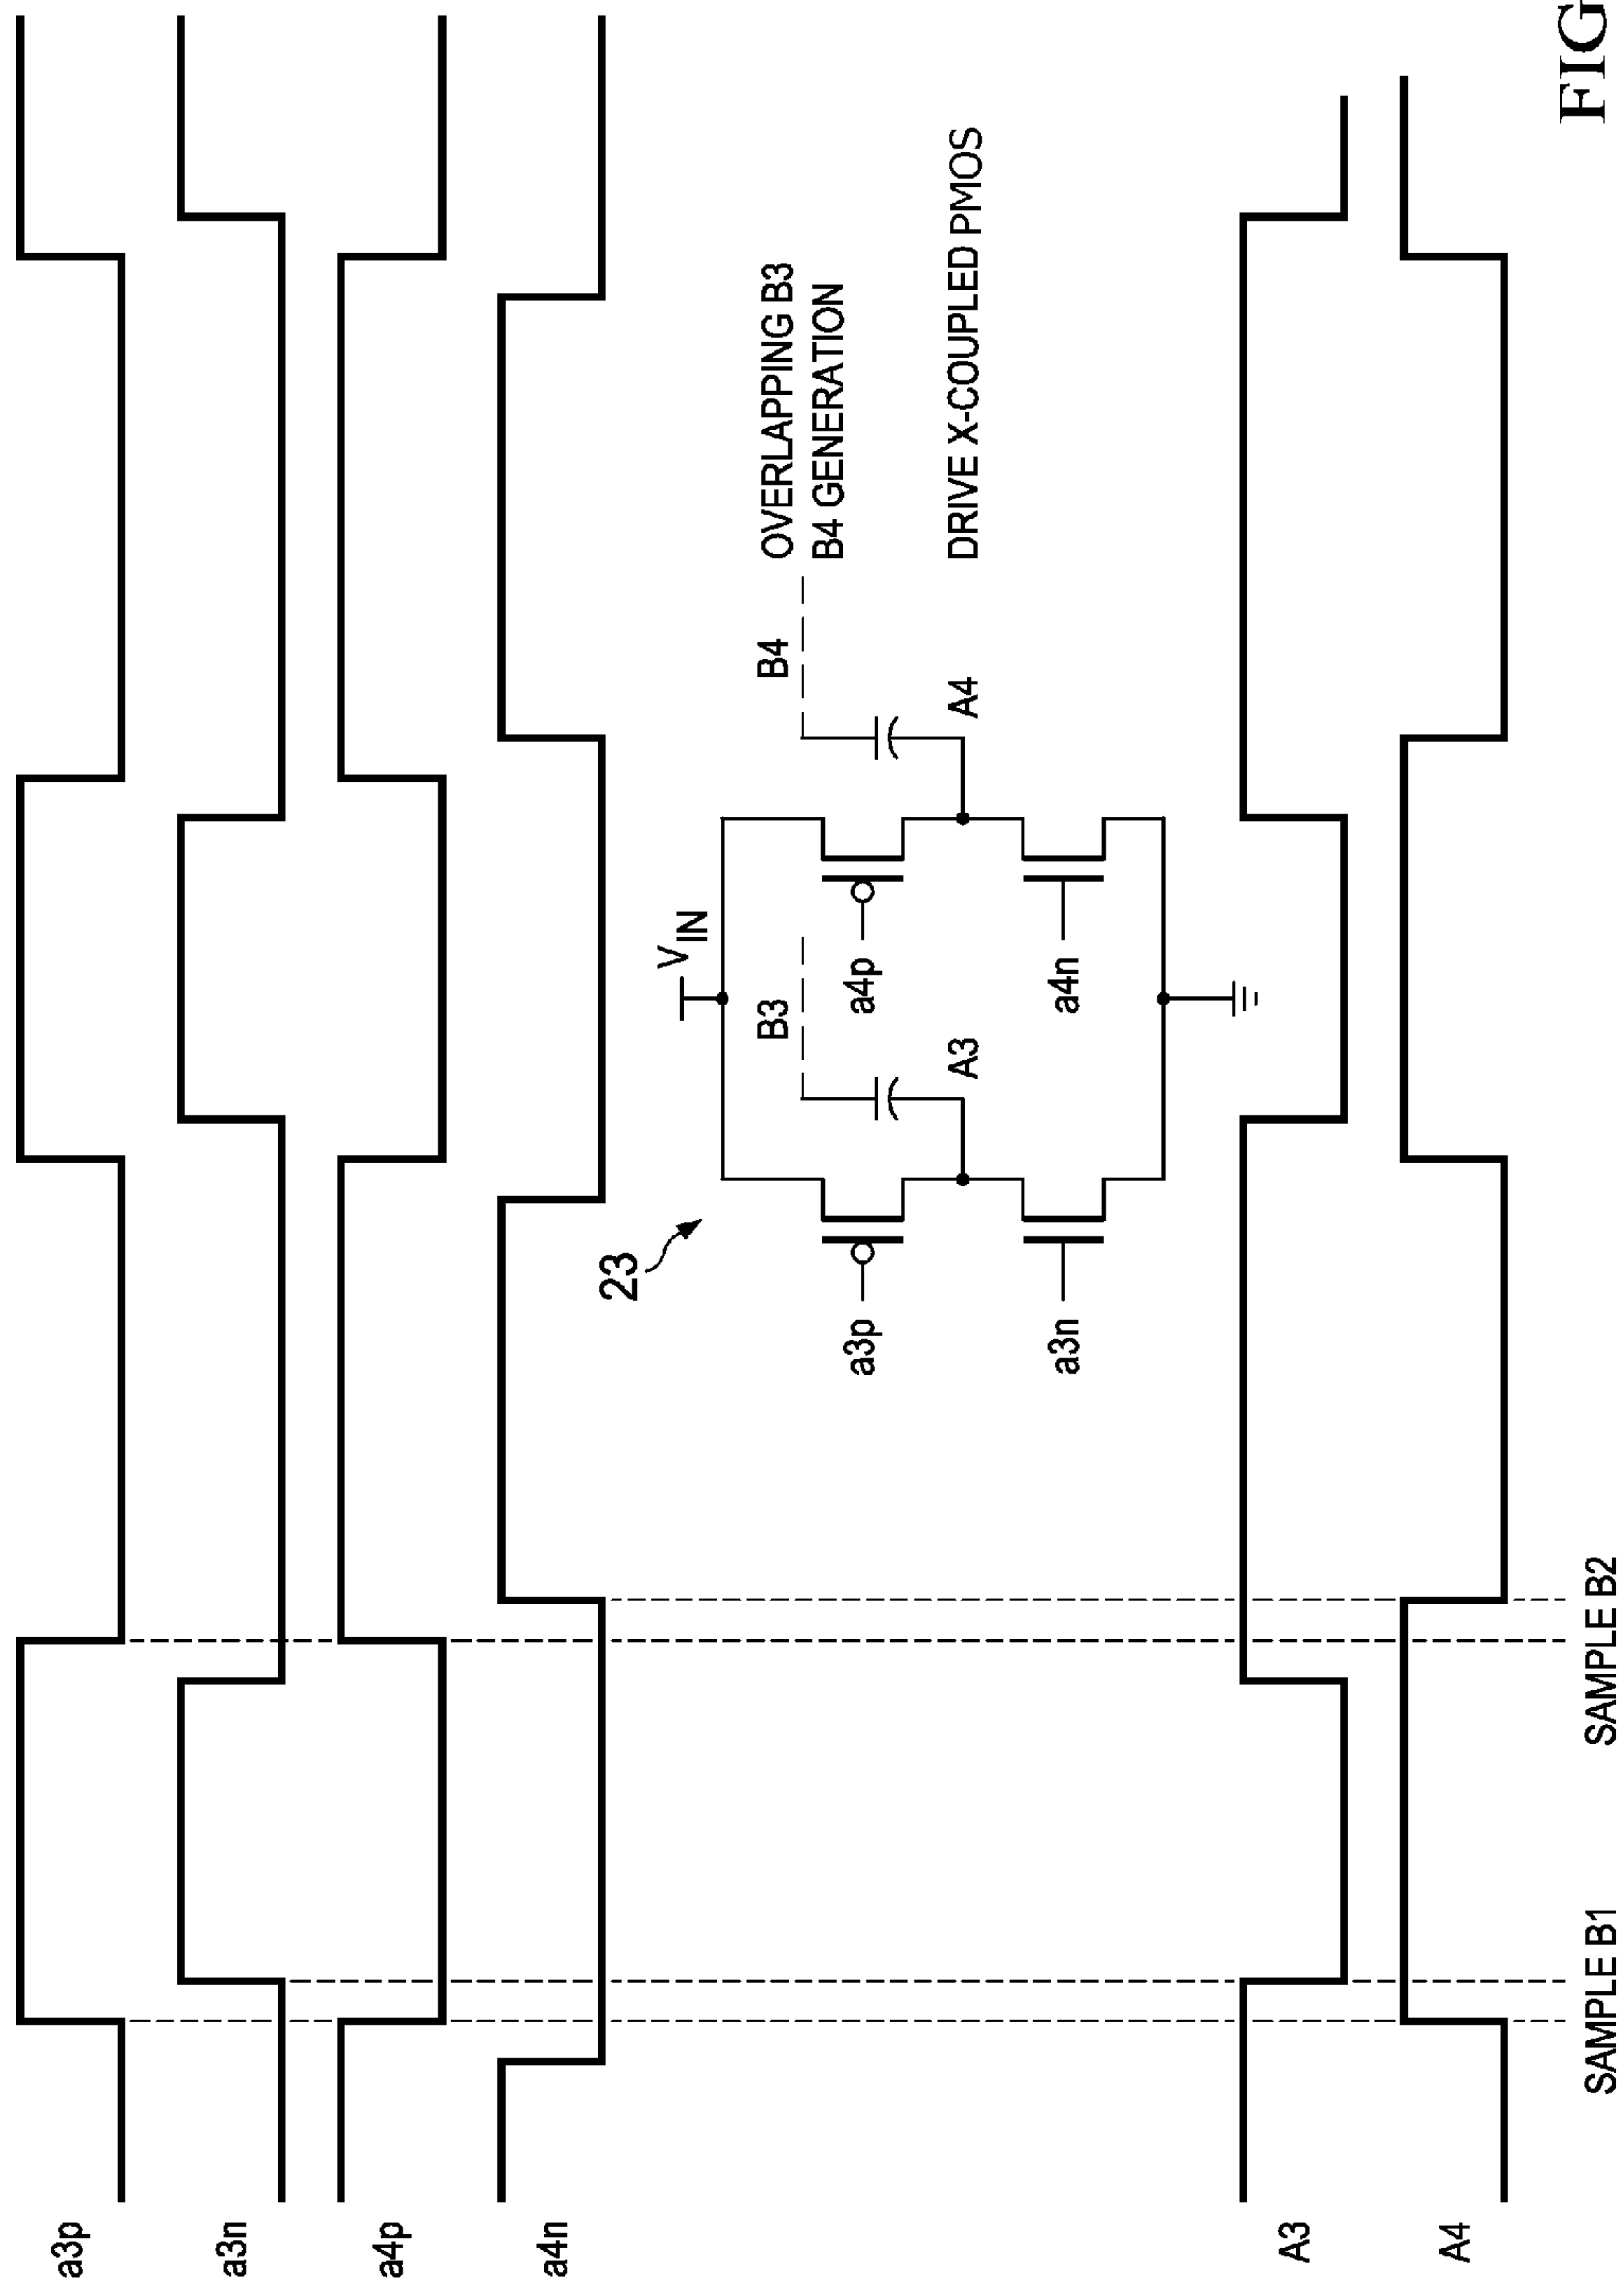 a3p
a3n
a4p
a4n
23
V IN
B3
B4
OVERLAPPING B3
B4 GENERATION
a3p
a4p
A3
A4
DRIVE X-COUPLED PMOS
a3n
a4n
A3
A4
SAMPLE B1
SAMPLE B2
FIG